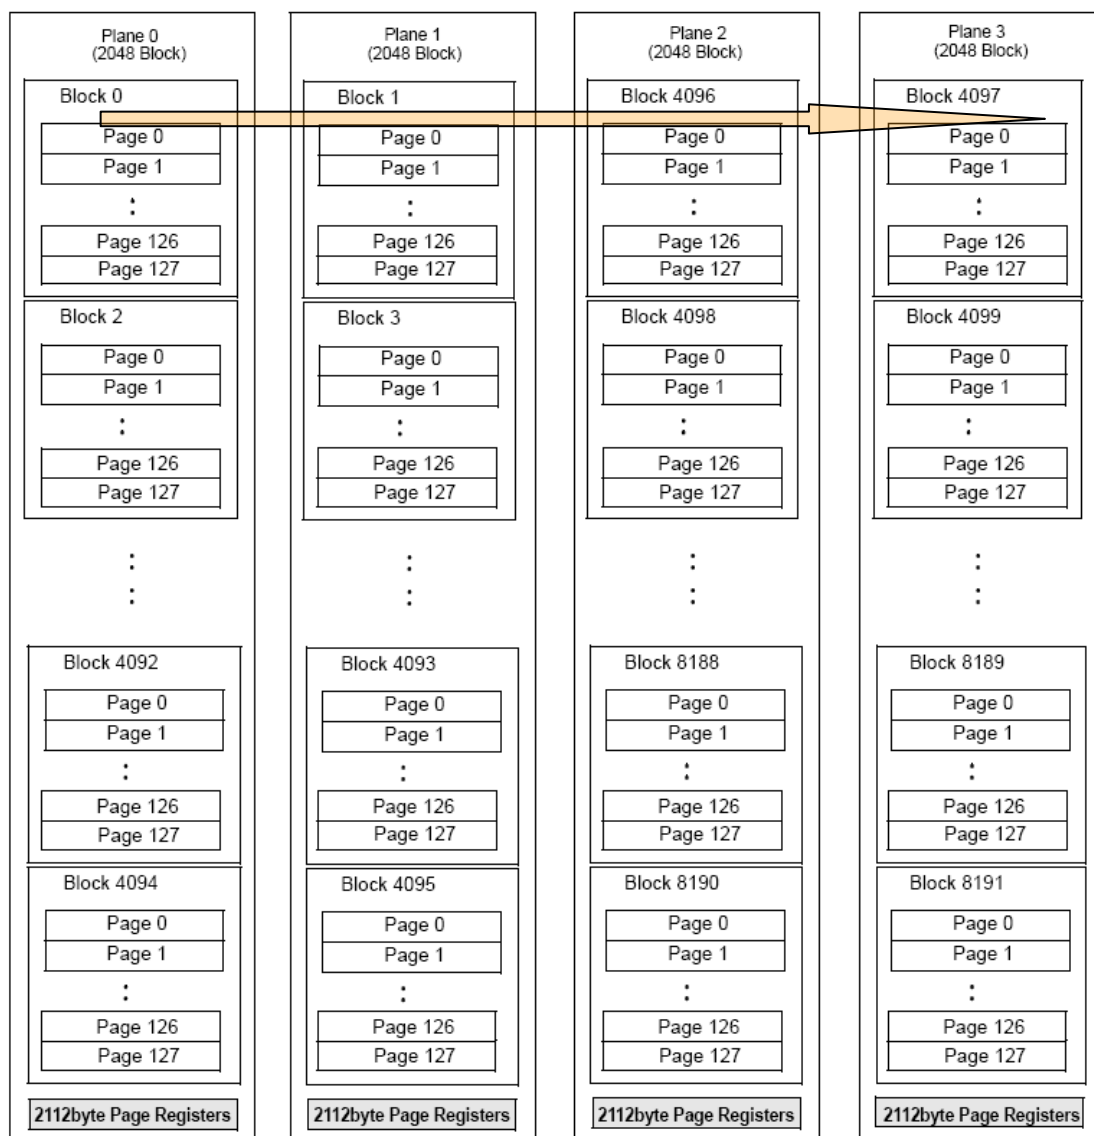 Plane 0
(2048 Block)
Block 0
Page 0
Page 1
Page 126
Page 127
Block 2
Page 0
Page 1
Page 126
Page 127
Block 4092
Page 0
Page 1
Page 126
Page 127
Block 4094
Page 0
Page 1
Page 126
Page 127
2112byte Page Registers
Plane 1
(2048 Block)
Block 1
Page 0
Page 1
Page 126
Page 127
Block 3
Page 0
Page 1
Page 126
Page 127
Block 4093
Page 0
Page 1
Page 126
Page 127
Block 4095
Page 0
Page 1
Page 126
Page 127
2112byte Page Registers
Plane 2
(2048 Block)
Block 4096
Page 0
Page 1
Page 126
Page 127
Block 4098
Page 0
Page 1
Page 126
Page 127
Block 8188
Page 0
Page 1
Page 126
Page 127
Block 8190
Page 0
Page 1
Page 126
Page 127
2112byte Page Registers
Plane 3
(2048 Block)
Block 4097
Page 0
Page 1
Page 126
Page 127
Block 4099
Page 0
Page 1
Page 126
Page 127
Block 8189
Page 0
Page 1
Page 126
Page 127
Block 8191
Page 0
Page 1
Page 126
Page 127
2112byte Page Registers